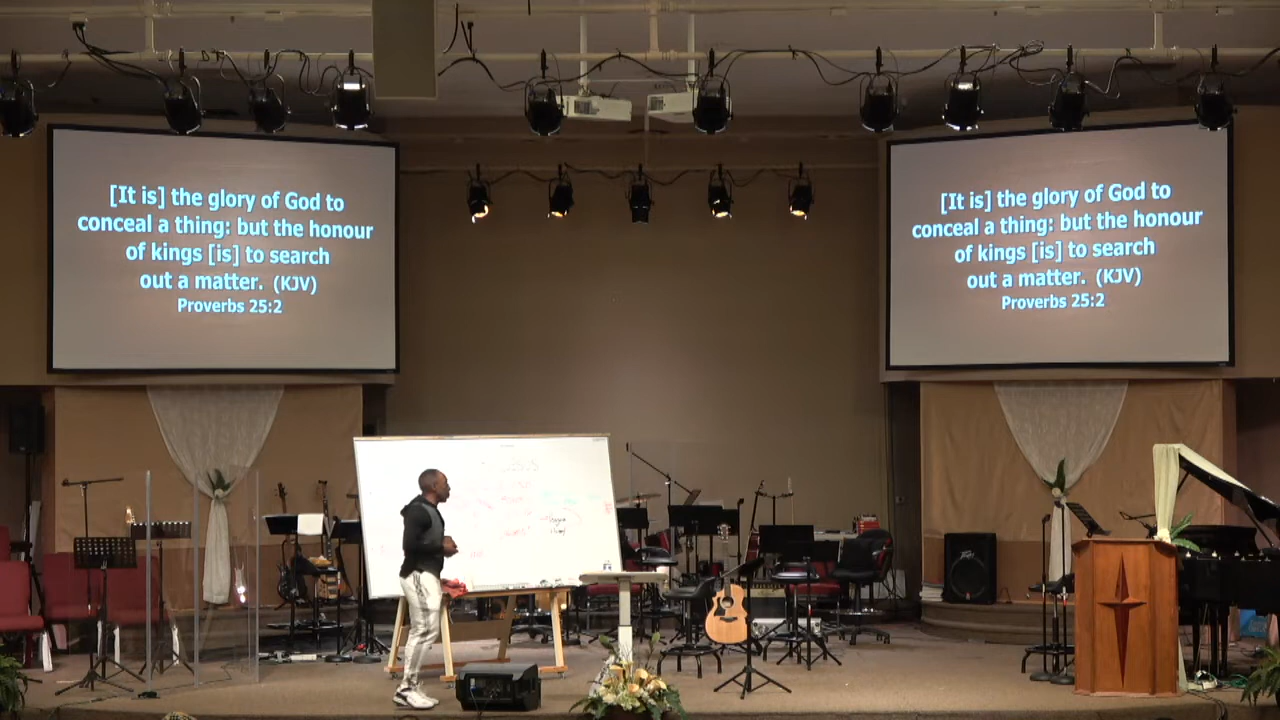 [It is] the glory of God to
conceal a thing: but the honour
of kings [is] to search
out a matter. (KJV)
Proverbs 25:2
[It is] the glory of God to
conceal a thing: but the honour
of kings [is] to search
out a matter. (KJV)
Proverbs 25:2